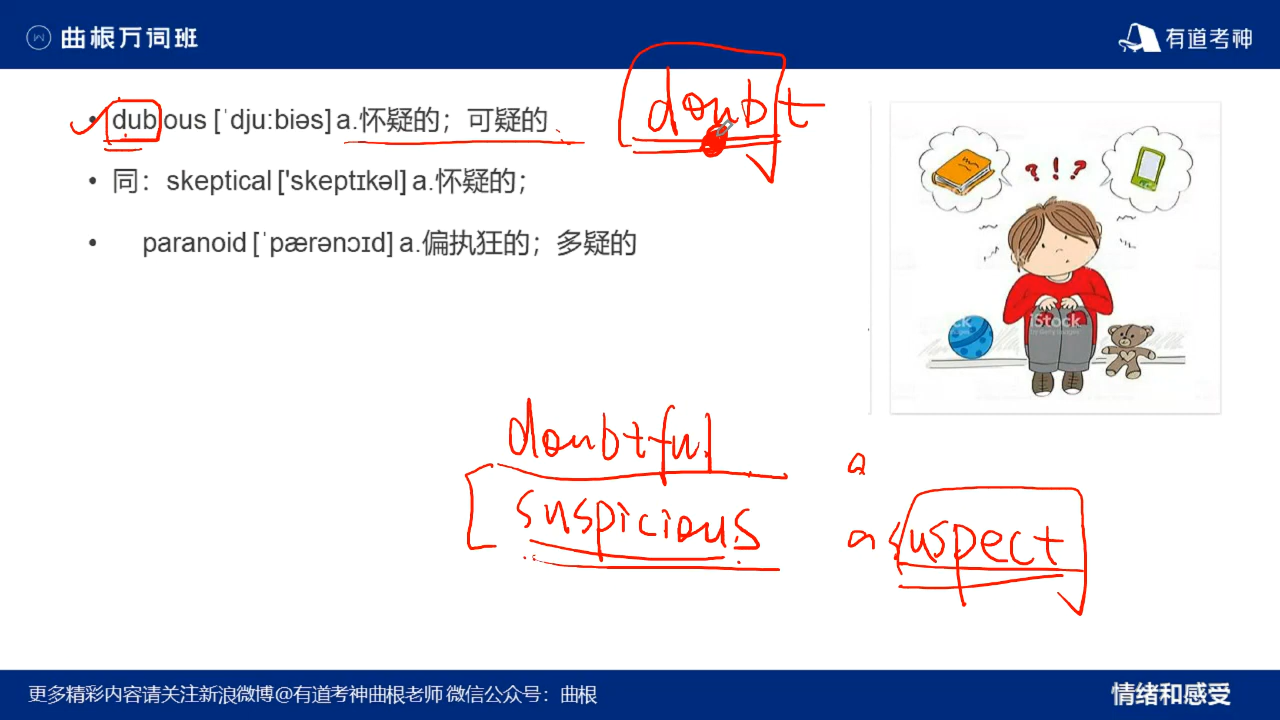 曲根万词班
有道考神
• dubious [ˈdju:biəs] a.怀疑的；可疑的
doubt
• 同：skeptical ['skeptɪkəl] a.怀疑的；
• paranoid [ˈpærənɔɪd] a.偏执狂的；多疑的
? ! ?
iStock
doubtful a
suspicious a suspect
更多精彩内容请关注新浪微博@有道考神曲根老师 微信公众号：曲根
情绪和感受